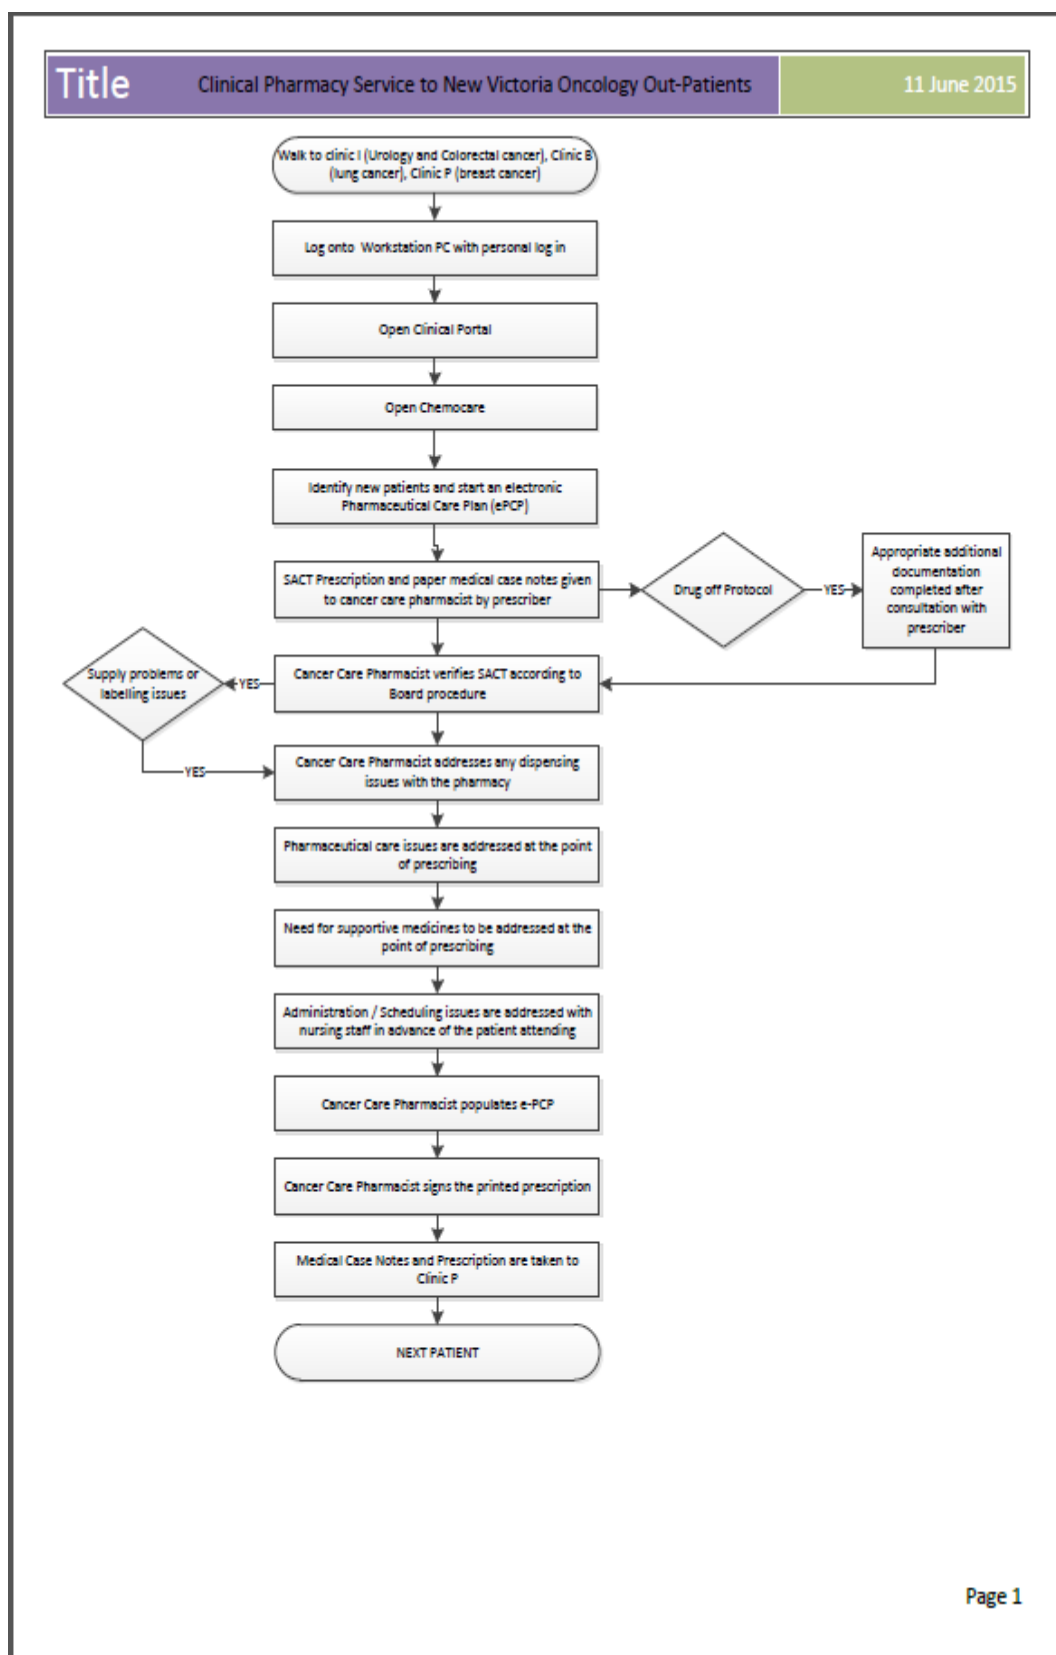 Title
Clinical Pharmacy Service to New Victoria Oncology Out-Patients
11 June 2015
Walk to clinic I (Urology and Colorectal cancer), Clinic B
(lung cancer), Clinic P (breast cancer)
Log onto Workstation PC with personal log in
Open Clinical Portal
Open Chemocare
Identify new patients and start an electronic
Pharmaceutical Care Plan (ePCP)
SACT Prescription and paper medical case notes given
to cancer care pharmacist by prescriber
Drug off Protocol
YES
Appropriate additional
documentation
completed after
consultation with
prescriber
Cancer Care Pharmacist verifies SACT according to
Board procedure
YES
Supply problems or
labelling issues
YES
Cancer Care Pharmacist addresses any dispensing
issues with the pharmacy
Pharmaceutical care issues are addressed at the point
of prescribing
Need for supportive medicines to be addressed at the
point of prescribing
Administration / Scheduling issues are addressed with
nursing staff in advance of the patient attending
Cancer Care Pharmacist populates e-PCP
Cancer Care Pharmacist signs the printed prescription
Medical Case Notes and Prescription are taken to
Clinic P
NEXT PATIENT
Page 1